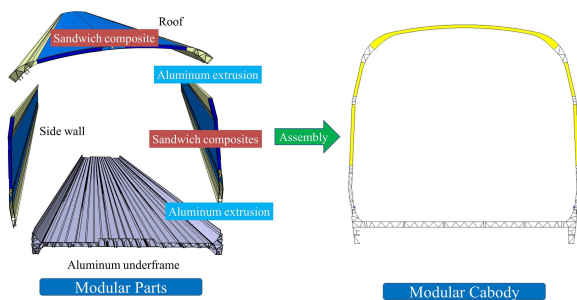 Roof
Sandwich composite
Aluminum extrusion
Side wall
Sandwich composites
Assembly
Aluminum extrusion
Aluminum underframe
Modular Parts
Modular Cabody